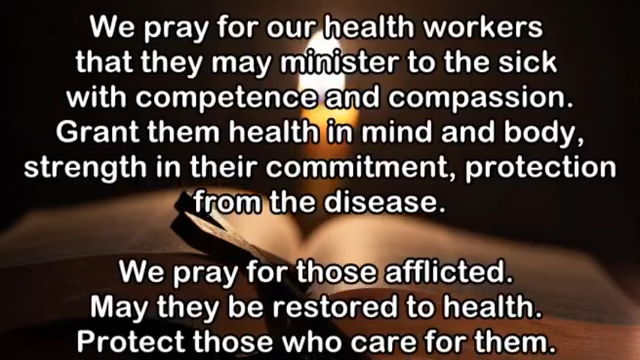 We pray for our health workers
that they may minister to the sick
with competence and compassion.
Grant them health in mind and body,
strength in their commitment, protection
from the disease.
We pray for those afflicted.
May they be restored to health.
Protect those who care for them.